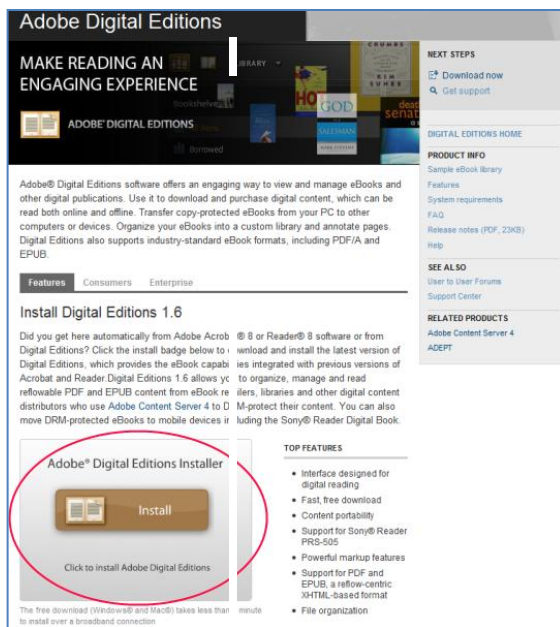 Adobe Digital Editions
MAKE READING AN
ENGAGING EXPERIENCE
ADOBE® DIGITAL EDITIONS
LIBRARY
Bookshelves
Borrowed
HOT
GOD
SALESMAN
KIM
death
senat
NEXT STEPS
Download now
Get support
DIGITAL EDITIONS HOME
PRODUCT INFO
Sample eBook library
Features
System requirements
FAQ
Release notes (PDF, 23KB)
Help
SEE ALSO
User to User Forums
Support Center
RELATED PRODUCTS
Adobe Content Server 4
ADEPT
Adobe® Digital Editions software offers an engaging way to view and manage eBooks and
other digital publications. Use it to download and purchase digital content, which can be
read both online and offline. Transfer copy-protected eBooks from your PC to other
computers or devices. Organize your eBooks into a custom library and annotate pages.
Digital Editions also supports industry-standard eBook formats, including PDF/A and
EPUB.
Features Consumers Enterprise
Install Digital Editions 1.6
Did you get here automatically from Adobe Acrob ® 8 or Reader® 8 software or from
Digital Editions? Click the install badge below to wnload and install the latest version of
Digital Editions, which provides the eBook capabi ies integrated with previous versions of
Acrobat and Reader.Digital Editions 1.6 allows yo to organize, manage and read
reflowable PDF and EPUB content from eBook re ilers, libraries and other digital content
distributors who use Adobe Content Server 4 to D M-protect their content. You can also
move DRM-protected eBooks to mobile devices in luding the Sony® Reader Digital Book.
Adobe® Digital Editions Installer
Install
Click to install Adobe Digital Editions
The free download (Windows® and Mac®) takes less than minute
to install over a broadband connection
TOP FEATURES
• Interface designed for
digital reading
• Fast, free download
• Content portability
• Support for Sony® Reader
PRS-505
• Powerful markup features
• Support for PDF and
EPUB, a reflow-centric
XHTML-based format
• File organization